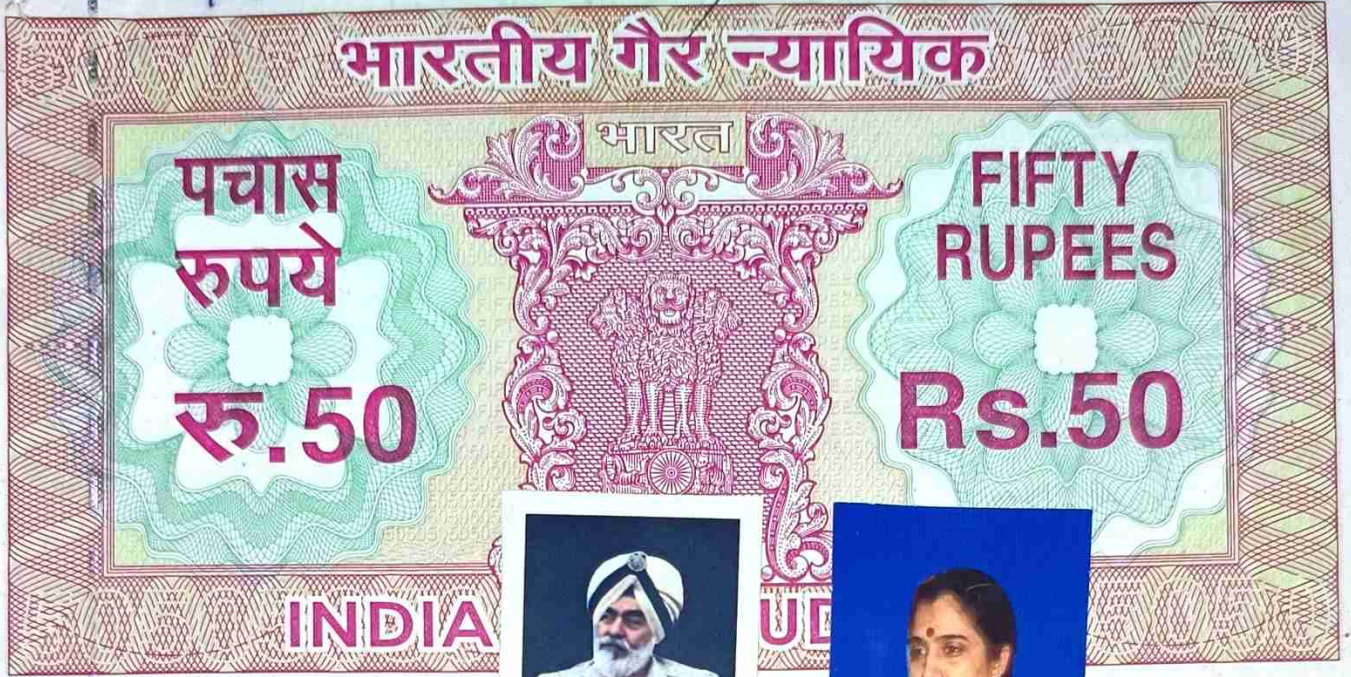 भारतीय गैर न्यायिक
भारत
पचास
रुपये
रु.50
FIFTY
RUPEES
Rs.50
INDIA